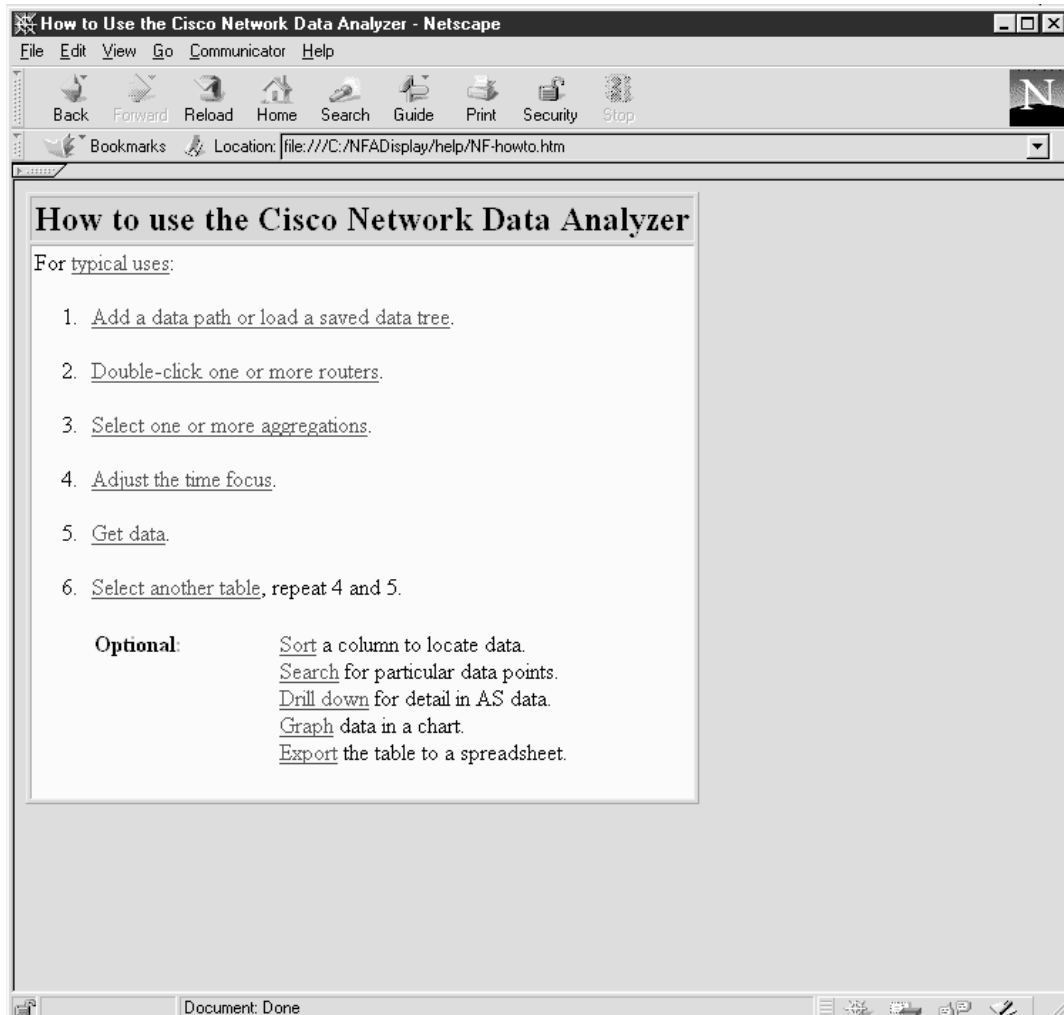 How to Use the Cisco Network Data Analyzer - Netscape
File Edit View Go Communicator Help
Back Forward Reload Home Search Guide Print Security Stop
N
Bookmarks Location: file:///C:/NFADisplay/help/NF-howto.htm
How to use the Cisco Network Data Analyzer
For typical uses:
1. Add a data path or load a saved data tree.
2. Double-click one or more routers.
3. Select one or more aggregations.
4. Adjust the time focus.
5. Get data.
6. Select another table, repeat 4 and 5.
Optional: Sort a column to locate data.
Search for particular data points.
Drill down for detail in AS data.
Graph data in a chart.
Export the table to a spreadsheet.
Document: Done